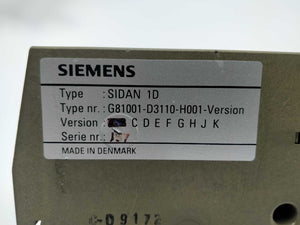 SIEMENS
Type : SIDAN 1D
Type nr.: G81001-D3110-H001-Version
Version : C D E F G H J K
Serie nr.:
MADE IN DENMARK